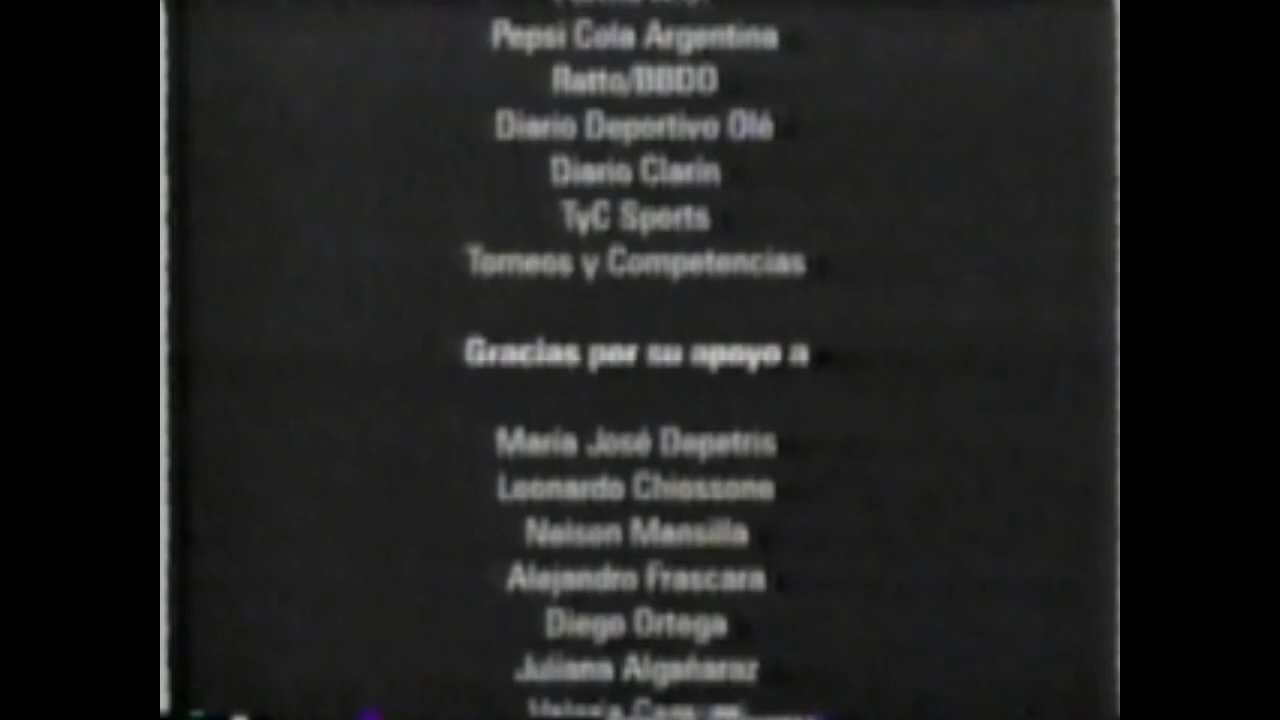 Pepsi Cola Argentina
Ratto/BBDO
Diario Deportivo Olé
Diario Clarín
TyC Sports
Torneos y Competencias
Gracias por su apoyo a
María José Depetris
Leonardo Chiossone
Nelson Mansilla
Alejandro Frascara
Diego Ortega
Juliana Algañaraz